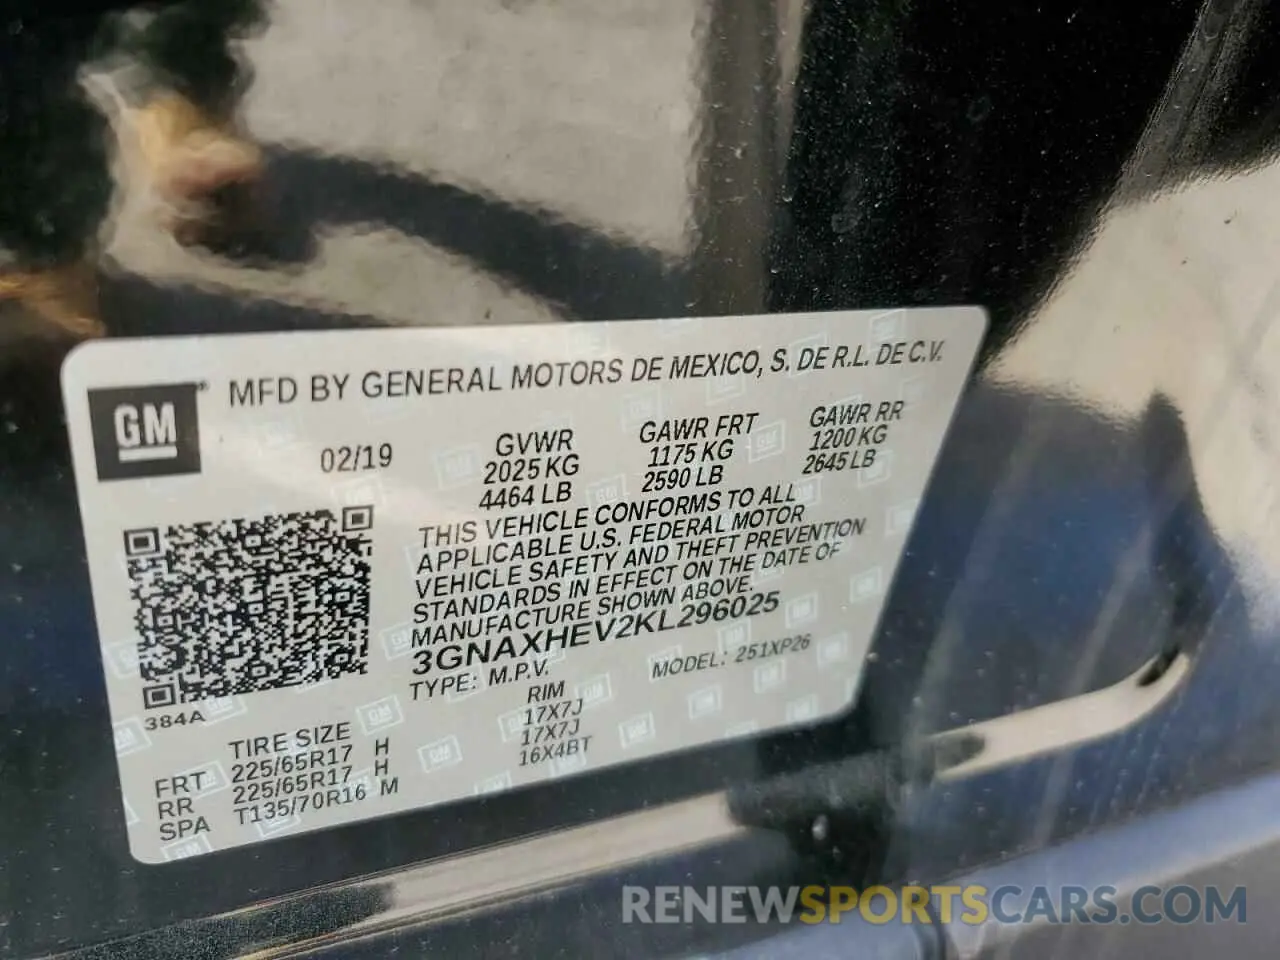 GM
MFD BY GENERAL MOTORS DE MEXICO, S. DE R.L. DE C.V.
02/19
GVWR
2025 KG
4464 LB
GAWR FRT
1175 KG
2590 LB
GAWR RR
1200 KG
2645 LB
THIS VEHICLE CONFORMS TO ALL
APPLICABLE U.S. FEDERAL MOTOR
VEHICLE SAFETY AND THEFT PREVENTION
STANDARDS IN EFFECT ON THE DATE OF
MANUFACTURE SHOWN ABOVE.
3GNAXHEV2KL296025
TYPE: M.P.V.
MODEL: 251XP26
384A
TIRE SIZE RIM
FRT 225/65R17 H 17X7J
RR 225/65R17 H 17X7J
SPA T135/70R16 M 16X4BT
RENEWSPORTSCARS.COM